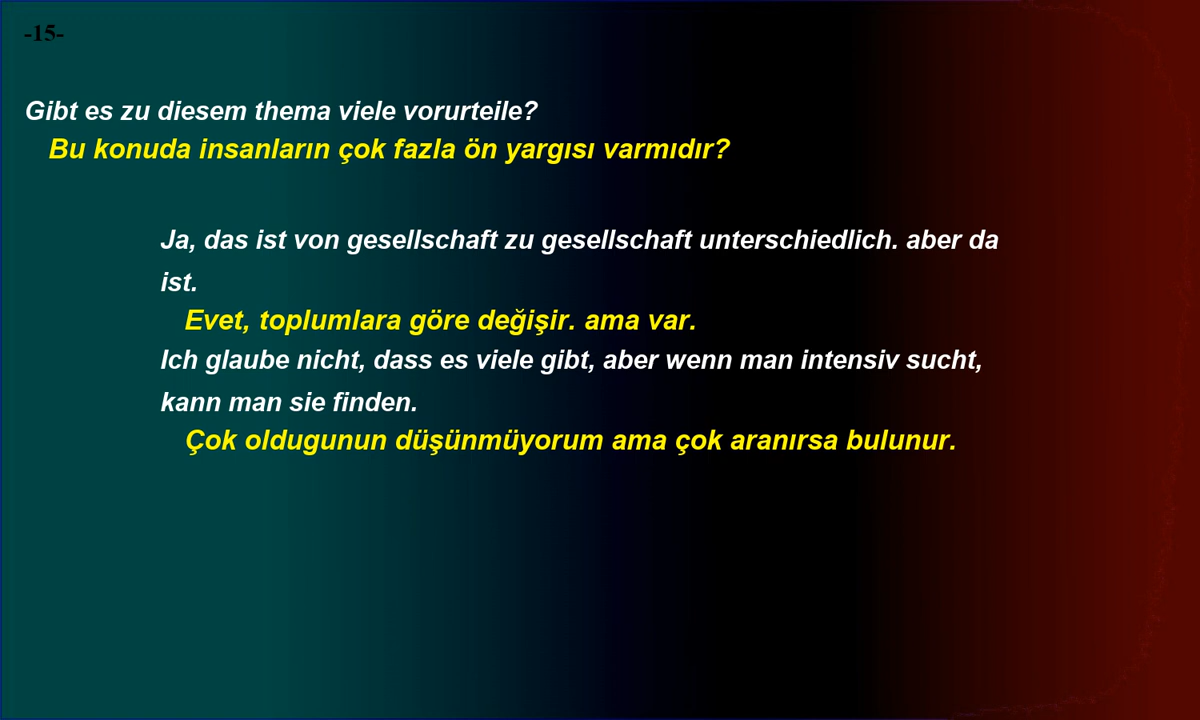 -15-
Gibt es zu diesem thema viele vorurteile?
Bu konuda insanların çok fazla ön yargısı varmıdır?
Ja, das ist von gesellschaft zu gesellschaft unterschiedlich. aber da
ist.
Evet, toplumlara göre değişir. ama var.
Ich glaube nicht, dass es viele gibt, aber wenn man intensiv sucht,
kann man sie finden.
Çok oldugunun düşünmüyorum ama çok aranırsa bulunur.